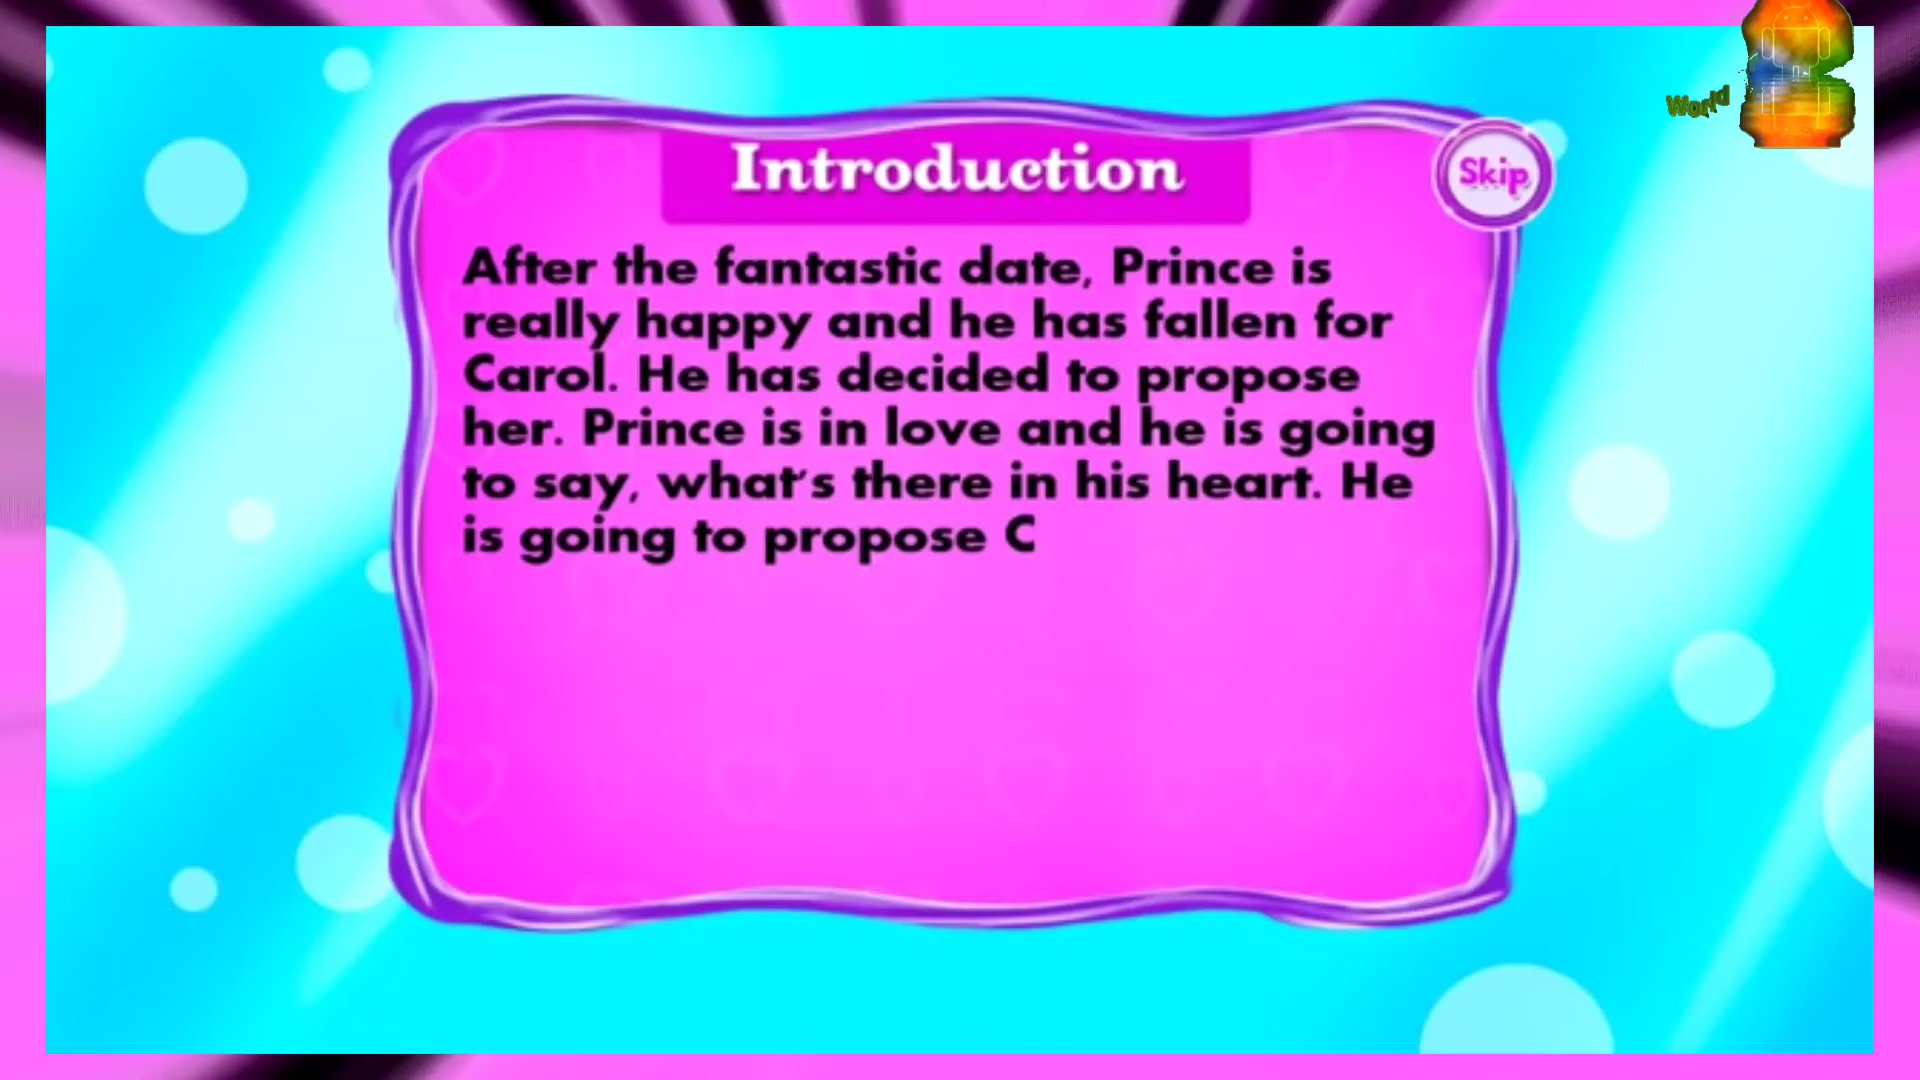 World
Introduction
Skip
After the fantastic date, Prince is
really happy and he has fallen for
Carol. He has decided to propose
her. Prince is in love and he is going
to say, what's there in his heart. He
is going to propose C